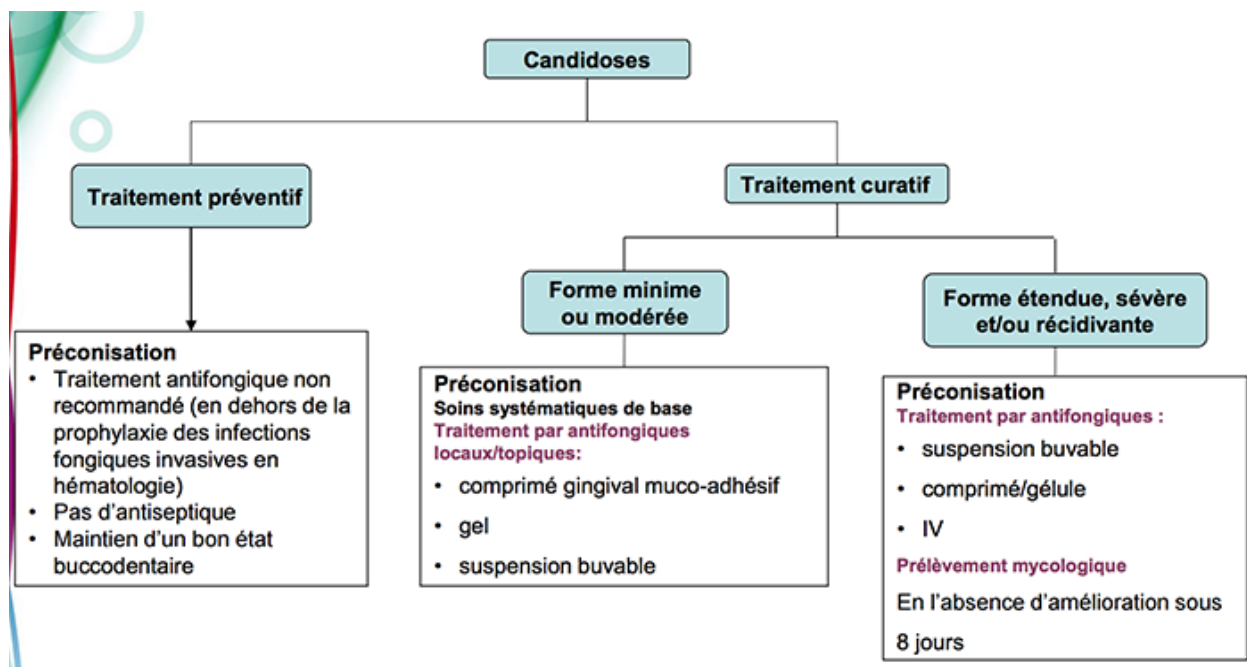 Candidoses
Traitement préventif
Traitement curatif
Forme minime
ou modérée
Forme étendue, sévère
et/ou récidivante
Préconisation
• Traitement antifongique non
recommandé (en dehors de la
prophylaxie des infections
fongiques invasives en
hématologie)
• Pas d'antiseptique
• Maintien d'un bon état
buccodentaire
Préconisation
Soins systématiques de base
Traitement par antifongiques
locaux/topiques:
• comprimé gingival muco-adhésif
• gel
• suspension buvable
Préconisation
Traitement par antifongiques :
• suspension buvable
• comprimé/gélule
• IV
Prélèvement mycologique
En l'absence d'amélioration sous
8 jours